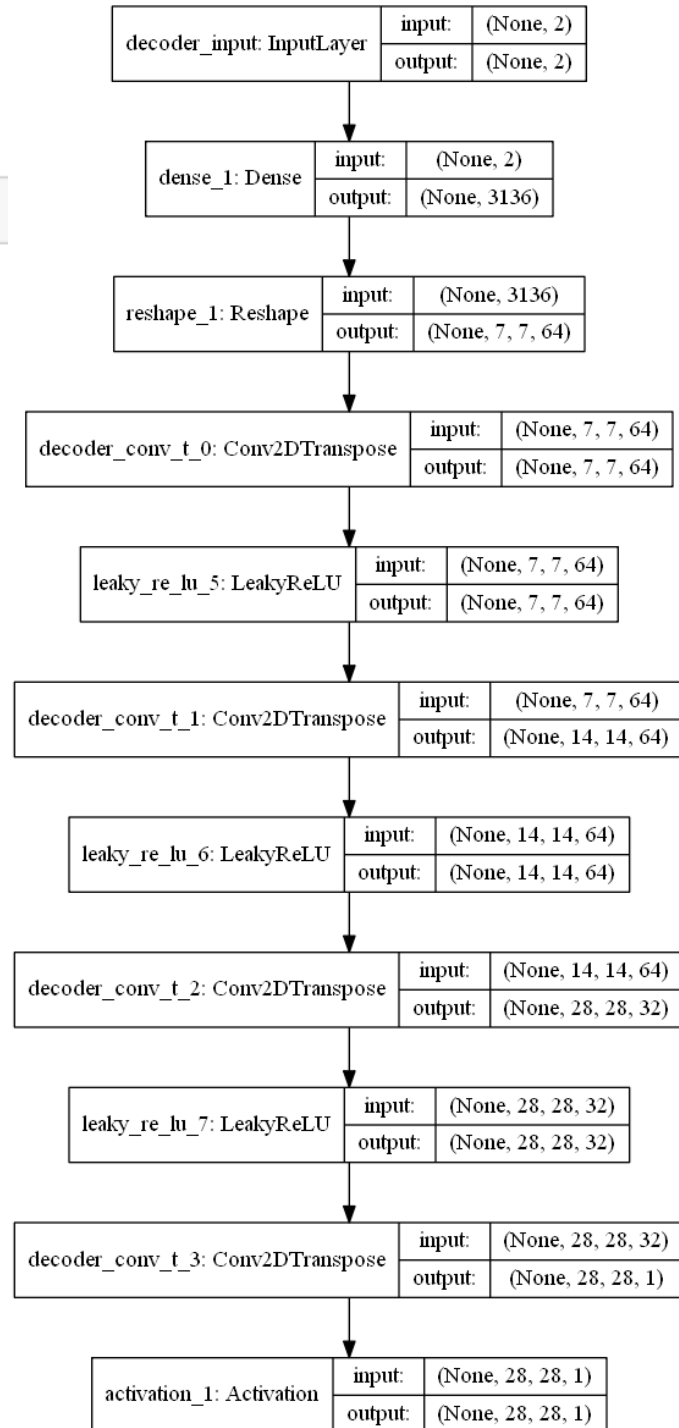 decoder_input: InputLayer
input: (None, 2)
output: (None, 2)
dense_1: Dense
input: (None, 2)
output: (None, 3136)
reshape_1: Reshape
input: (None, 3136)
output: (None, 7, 7, 64)
decoder_conv_t_0: Conv2DTranspose
input: (None, 7, 7, 64)
output: (None, 7, 7, 64)
leaky_re_lu_5: LeakyReLU
input: (None, 7, 7, 64)
output: (None, 7, 7, 64)
decoder_conv_t_1: Conv2DTranspose
input: (None, 7, 7, 64)
output: (None, 14, 14, 64)
leaky_re_lu_6: LeakyReLU
input: (None, 14, 14, 64)
output: (None, 14, 14, 64)
decoder_conv_t_2: Conv2DTranspose
input: (None, 14, 14, 64)
output: (None, 28, 28, 32)
leaky_re_lu_7: LeakyReLU
input: (None, 28, 28, 32)
output: (None, 28, 28, 32)
decoder_conv_t_3: Conv2DTranspose
input: (None, 28, 28, 32)
output: (None, 28, 28, 1)
activation_1: Activation
input: (None, 28, 28, 1)
output: (None, 28, 28, 1)